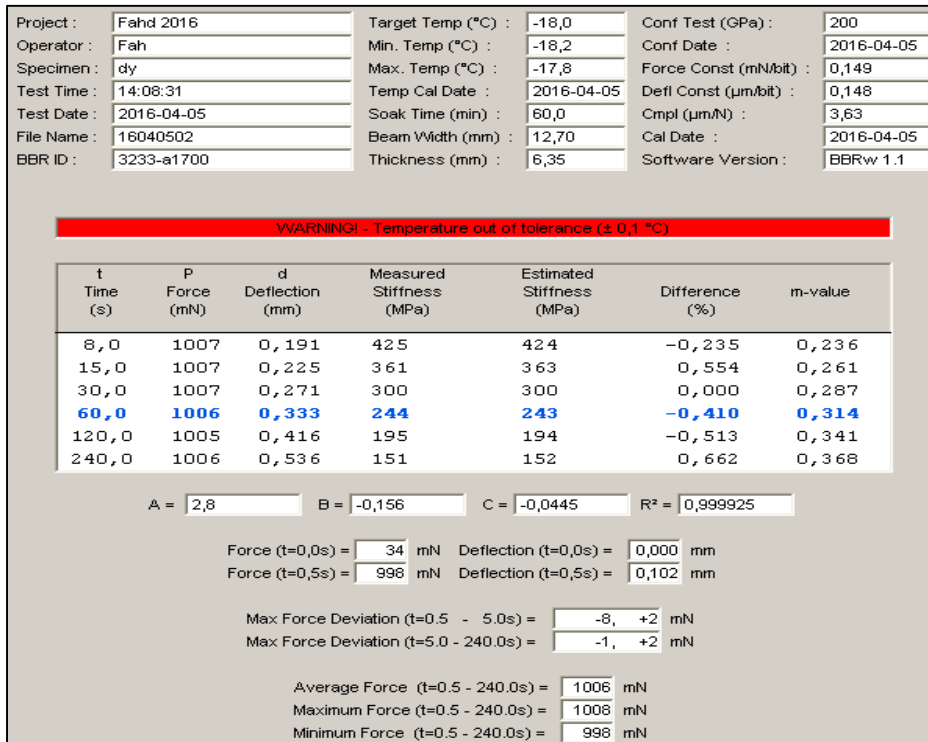 Project : Fahd 2016 Target Temp (°C) : -18,0 Conf Test (GPa) : 200
Operator : Fah Min. Temp (°C) : -18,2 Conf Date : 2016-04-05
Specimen : dy Max. Temp (°C) : -17,8 Force Const (mN/bit) : 0,149
Test Time : 14:08:31 Temp Cal Date : 2016-04-05 Defl Const (µm/bit) : 0,148
Test Date : 2016-04-05 Soak Time (min) : 60,0 Cmpl (µm/N) : 3,63
File Name : 16040502 Beam Width (mm) : 12,70 Cal Date : 2016-04-05
BBR ID : 3233-a1700 Thickness (mm) : 6,35 Software Version : BBRw 1.1
WARNING! - Temperature out of tolerance (± 0,1 °C)
t P d Measured Estimated
Time Force Deflection Stiffness Stiffness Difference m-value
(s) (mN) (mm) (MPa) (MPa) (%)
8,0 1007 0,191 425 424 -0,235 0,236
15,0 1007 0,225 361 363 0,554 0,261
30,0 1007 0,271 300 300 0,000 0,287
60,0 1006 0,333 244 243 -0,410 0,314
120,0 1005 0,416 195 194 -0,513 0,341
240,0 1006 0,536 151 152 0,662 0,368
A = 2,8 B = -0,156 C = -0,0445 R² = 0,999925
Force (t=0,0s) = 34 mN Deflection (t=0,0s) = 0,000 mm
Force (t=0,5s) = 998 mN Deflection (t=0,5s) = 0,102 mm
Max Force Deviation (t=0.5 - 5.0s) = -8, +2 mN
Max Force Deviation (t=5.0 - 240.0s) = -1, +2 mN
Average Force (t=0.5 - 240.0s) = 1006 mN
Maximum Force (t=0.5 - 240.0s) = 1008 mN
Minimum Force (t=0.5 - 240.0s) = 998 mN